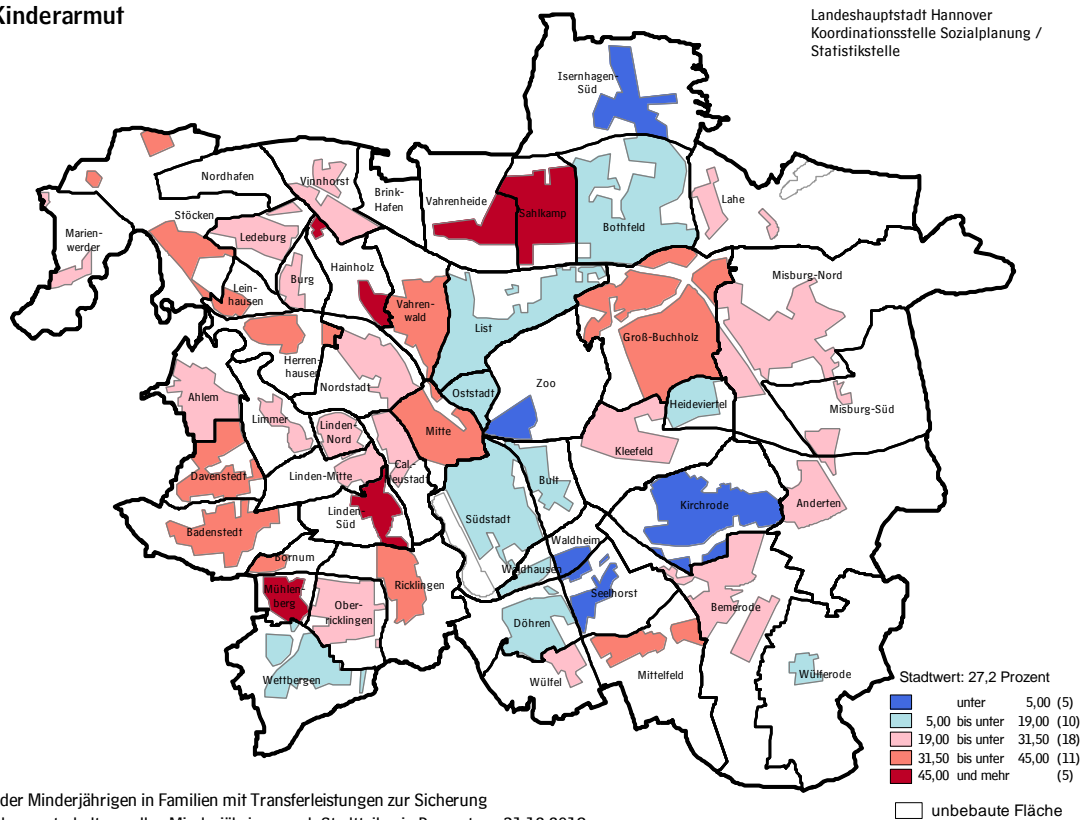 Kinderarmut
Landeshauptstadt Hannover
Koordinationsstelle Sozialplanung /
Statistikstelle
Isernhagen-
Süd
Nordhafen
Vinnhorst
Brink-
Hafen
Vahrenheide
Sahlkamp
Bothfeld
Lahe
Stöcken
Marien-
werder
Ledeburg
Burg
Hainholz
Lein-
hausen
Vahren-
wald
List
Misburg-Nord
Groß-Buchholz
Herren-
hausen
Nordstadt
Oststadt
Zoo
Heideviertel
Misburg-Süd
Ahlem
Limmer
Linden-
Nord
Mitte
Kleefeld
Davenstedt
Linden-Mitte
Cal.-
Neustadt
Bult
Kirchrode
Anderten
Badenstedt
Linden-
Süd
Südstadt
Waldheim
Bornum
Waldhausen
Seelhorst
Mühlen-
berg
Ober-
ricklingen
Ricklingen
Döhren
Bemerode
Wettbergen
Wülfel
Mittelfeld
Wülferode
Stadtwert: 27,2 Prozent
unter 5,00 (5)
5,00 bis unter 19,00 (10)
19,00 bis unter 31,50 (18)
31,50 bis unter 45,00 (11)
45,00 und mehr (5)
unbebaute Fläche
der Minderjährigen in Familien mit Transferleistungen zur Sicherung